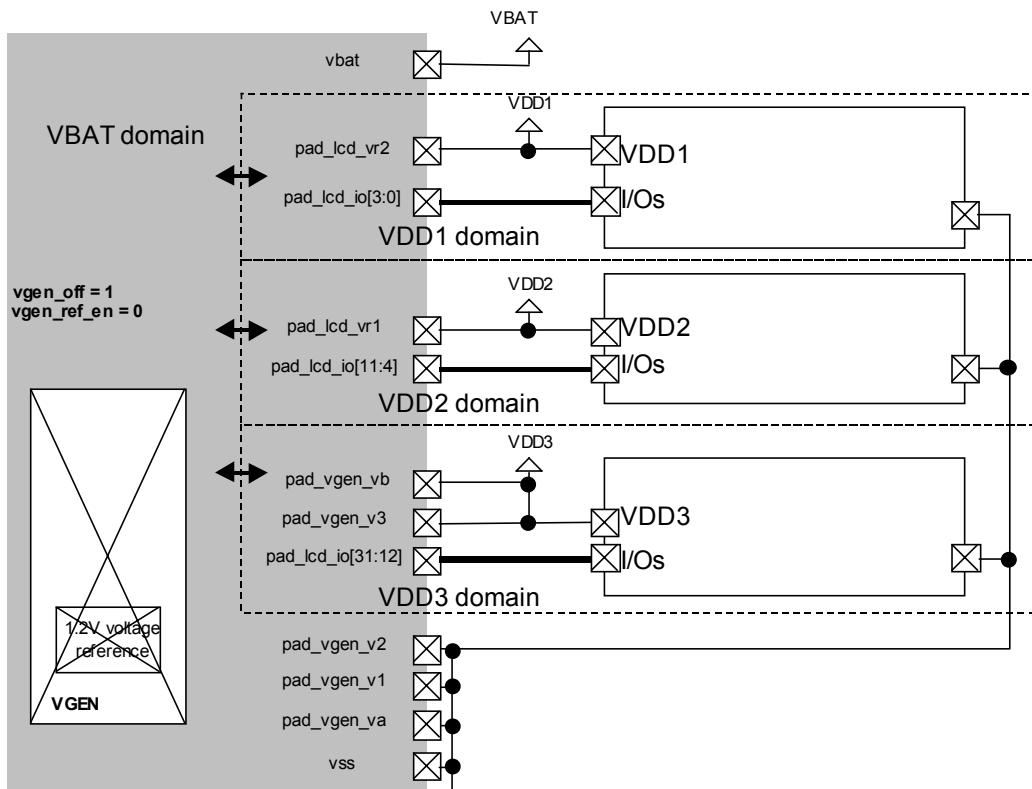 VBAT
vbat
VBAT domain
VDD1
pad_lcd_vr2
VDD1
pad_lcd_io[3:0]
I/Os
VDD1 domain
vgen_off = 1
vgen_ref_en = 0
VDD2
pad_lcd_vr1
VDD2
pad_lcd_io[11:4]
I/Os
VDD2 domain
VDD3
pad_vgen_vb
pad_vgen_v3
VDD3
pad_lcd_io[31:12]
I/Os
VDD3 domain
1.2V voltage
reference
VGEN
pad_vgen_v2
pad_vgen_v1
pad_vgen_va
vss